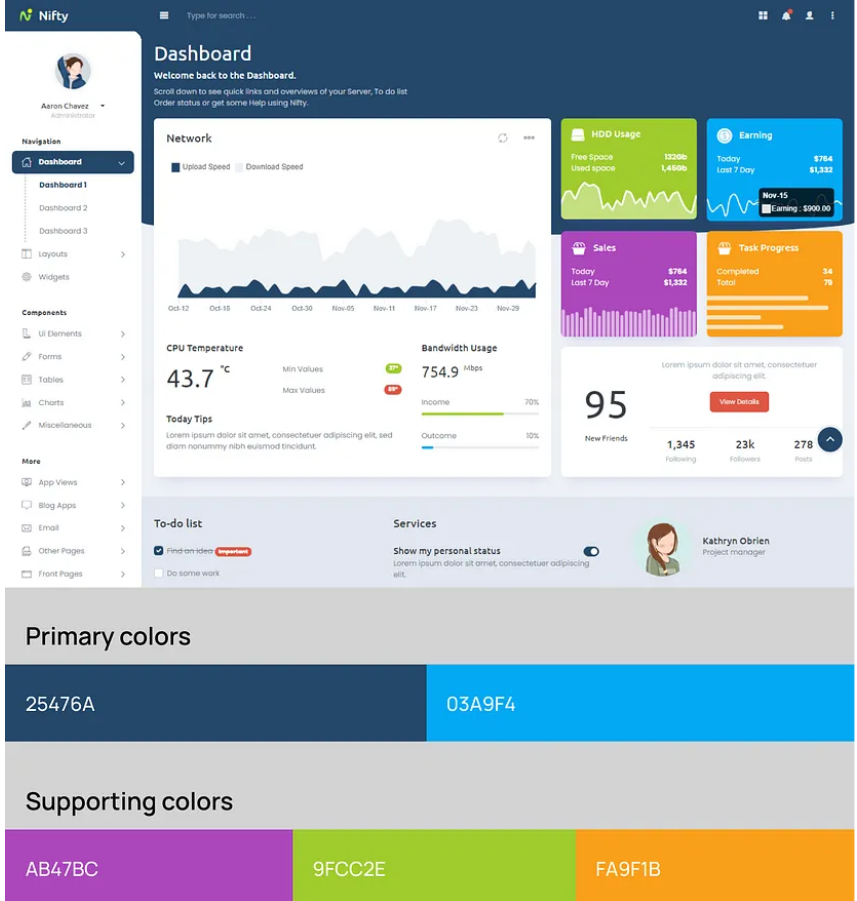 Nifty
Type for search . . .
Aaron Chavez
Administrator
Navigation
Dashboard
Dashboard 1
Dashboard 2
Dashboard 3
Layouts
Widgets
Components
Ui Elements
Forms
Tables
Charts
Miscellaneous
More
App Views
Blog Apps
Email
Other Pages
Front Pages
Dashboard
Welcome back to the Dashboard.
Scroll down to see quick links and overviews of your Server, To do list
Order status or get some Help using Nifty.
Network
Upload Speed Download Speed
Oct-12 Oct-18 Oct-24 Oct-30 Nov-05 Nov-11 Nov-17 Nov-23 Nov-29
CPU Temperature
43.7 °C
Min Values 27°
Max Values 89°
Today Tips
Lorem ipsum dolor sit amet, consectetuer adipiscing elit, sed
diam nonummy nibh euismod tincidunt.
Bandwidth Usage
754.9 Mbps
Income 70%
Outcome 10%
HDD Usage
Free Space 132Gb
Used space 1,45Gb
Earning
Today $764
Last 7 Day $1,332
Nov-15
Earning : $900.00
Sales
Today $764
Last 7 Day $1,332
Task Progress
Completed 34
Total 79
95
New Friends
Lorem ipsum dolor sit amet, consectetuer
adipiscing elit.
View Details
1,345 23k 278
Following Followers Posts
To-do list
Find an idea Important
Do some work
Services
Show my personal status
Lorem ipsum dolor sit amet, consectetuer adipiscing
elit.
Kathryn Obrien
Project manager
Primary colors
25476A 03A9F4
Supporting colors
AB47BC 9FCC2E FA9F1B